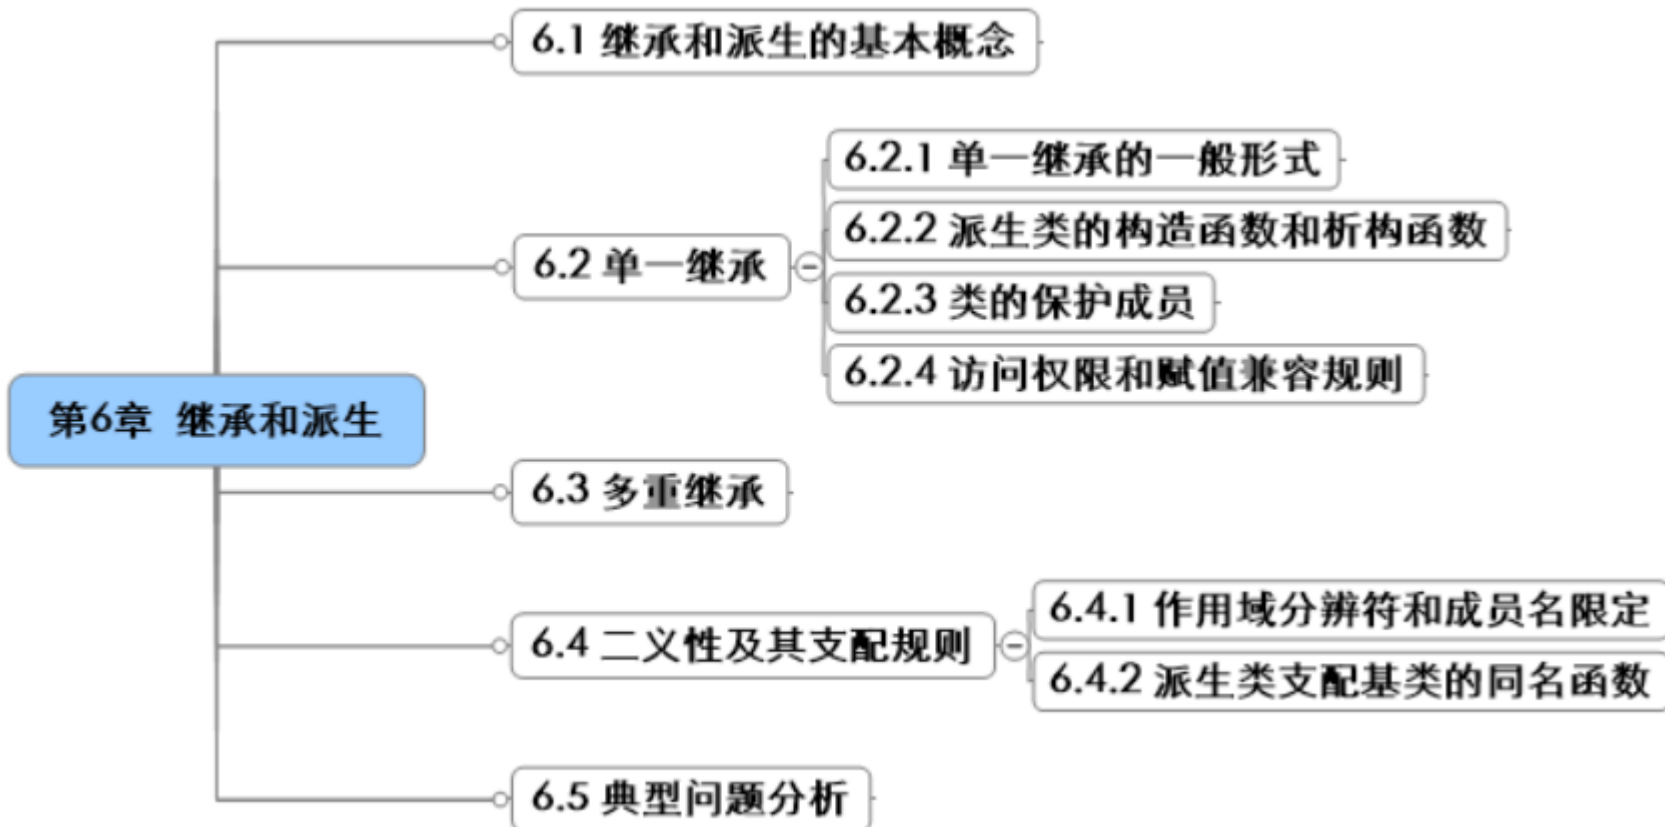 6.1 继承和派生的基本概念
6.2 单一继承
6.2.1 单一继承的一般形式
6.2.2 派生类的构造函数和析构函数
6.2.3 类的保护成员
6.2.4 访问权限和赋值兼容规则
第6章 继承和派生
6.3 多重继承
6.4 二义性及其支配规则
6.4.1 作用域分辨符和成员名限定
6.4.2 派生类支配基类的同名函数
6.5 典型问题分析